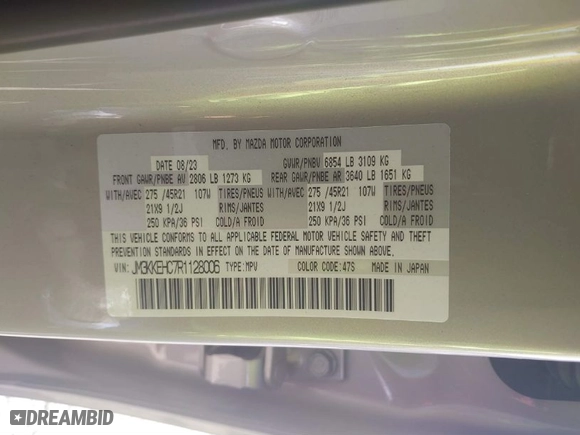 MFD. BY MAZDA MOTOR CORPORATION
DATE 08/23 GVWR/PNBV 6854 LB 3109 KG
FRONT GAWR/PNBE AV 2806 LB 1273 KG REAR GAWR/PNBE AR 3640 LB 1651 KG
WITH/AVEC 275 /45R21 107W TIRES/PNEUS WITH/AVEC 275 /45R21 107W TIRES/PNEUS
21X9 1/2J RIMS/JANTES 21X9 1/2J RIMS/JANTES
250 KPA/36 PSI COLD/A FROID 250 KPA/36 PSI COLD/A FROID
THIS VEHICLE CONFORMS TO ALL APPLICABLE FEDERAL MOTOR VEHICLE SAFETY AND THEFT
PREVENTION STANDARDS IN EFFECT ON THE DATE OF MANUFACTURE SHOWN ABOVE.
VIN: JM3KKEHC7R1128006 TYPE:MPV COLOR CODE:47S MADE IN JAPAN
DREAMBID